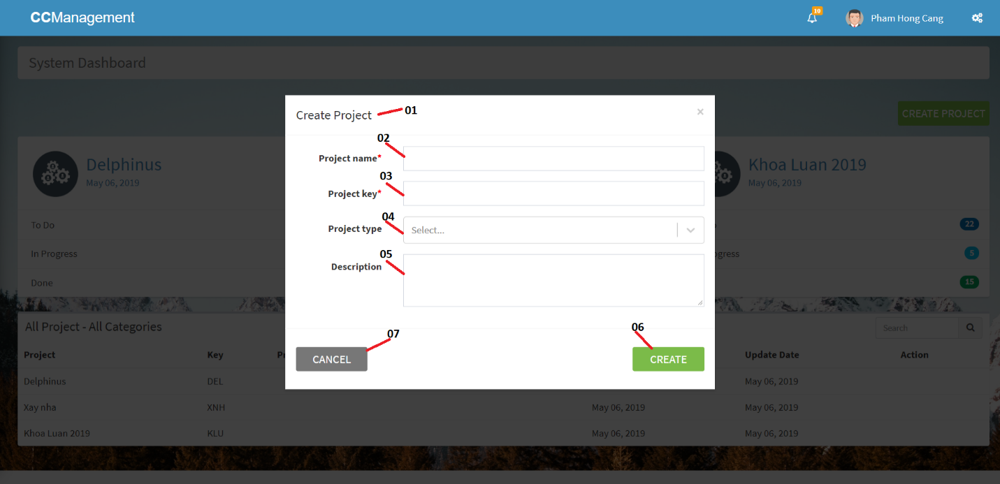 CCManagement
10
Pham Hong Cang
System Dashboard
CREATE PROJECT
Create Project
01
×
02
Project name*
03
Project key*
04
Project type
Select...
05
Description
07
06
CANCEL
CREATE
Delphinus
May 06, 2019
To Do
In Progress
Done
Khoa Luan 2019
May 06, 2019
22
ogress
5
15
All Project - All Categories
Search
Project Key Update Date Action
Delphinus DEL May 06, 2019
Xay nha XNH May 06, 2019 May 06, 2019
Khoa Luan 2019 KLU May 06, 2019 May 06, 2019